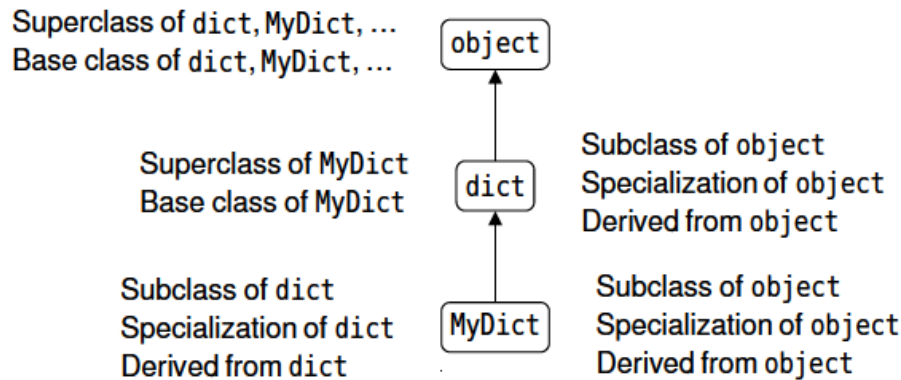 Superclass of dict, MyDict, …
Base class of dict, MyDict, …
object
Superclass of MyDict
Base class of MyDict
dict
Subclass of object
Specialization of object
Derived from object
Subclass of dict
Specialization of dict
Derived from dict
MyDict
Subclass of object
Specialization of object
Derived from object